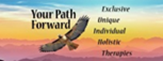 Your Path
Forward
Exclusive
Unique
Individual
Holistic
Therapies